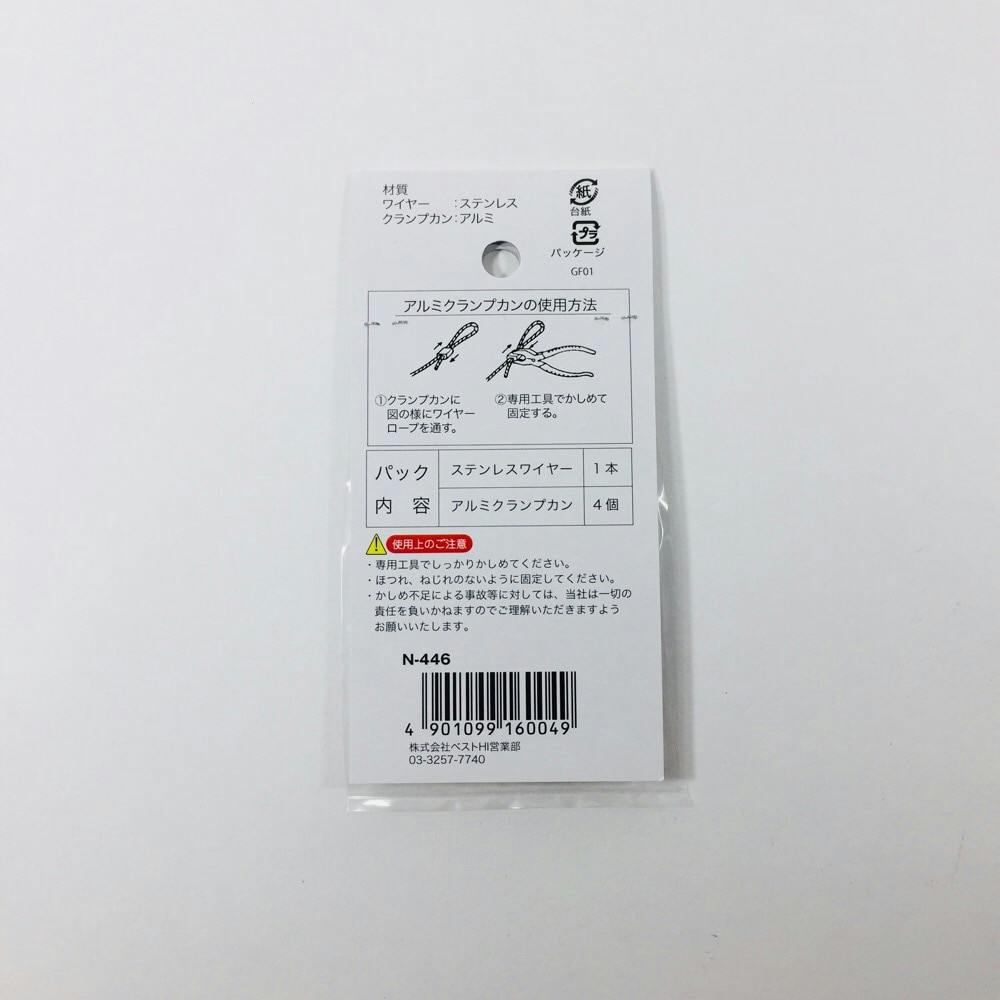 材質
ワイヤー　　：ステンレス
クランプカン：アルミ
紙
台紙
プラ
パッケージ
GF01
アルミクランプカンの使用方法
①クランプカンに
図の様にワイヤー
ロープを通す。
②専用工具でかしめて
固定する。
パック
内　容
ステンレスワイヤー　1本
アルミクランプカン　4個
使用上のご注意
・専用工具でしっかりかしめてください。
・ほつれ、ねじれのないように固定してください。
・かしめ不足による事故等に対しては、当社は一切の
責任を負いかねますのでご理解いただきますよう
お願いいたします。
N-446
4 901099 160049
株式会社ベストHI営業部
03-3257-7740